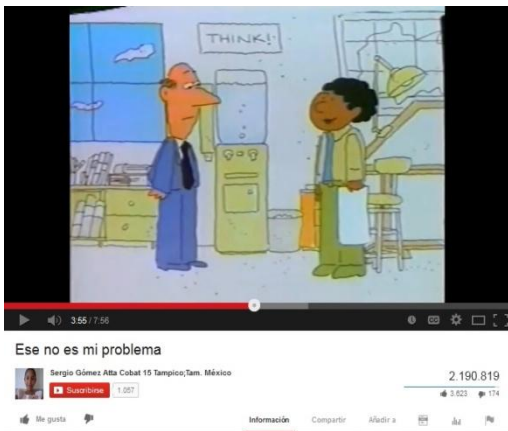 THINK!
3:55 / 7:56
Ese no es mi problema
Sergio Gómez Atta Cobat 15 Tampico;Tam. México
Suscribirse 1.057
2.190.819
3.623 174
Me gusta
Información Compartir Añadir a